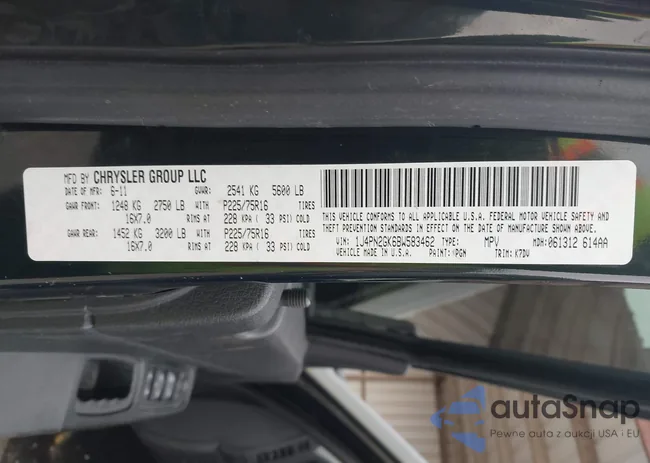 MFD BY CHRYSLER GROUP LLC
DATE OF MFR: 6-11 GVWR: 2541 KG 5600 LB
GAWR FRONT: 1248 KG 2750 LB WITH P225/75R16 TIRES
16X7.0 RIMS AT 228 KPA ( 33 PSI) COLD
GAWR REAR: 1452 KG 3200 LB WITH P225/75R16 TIRES
16X7.0 RIMS AT 228 KPA ( 33 PSI) COLD
THIS VEHICLE CONFORMS TO ALL APPLICABLE U.S.A. FEDERAL MOTOR VEHICLE SAFETY, BUMPER, AND
THEFT PREVENTION STANDARDS IN EFFECT ON THE DATE OF MANUFACTURE SHOWN ABOVE.
VIN: 1J4PN2GK6BW583462 TYPE: MPV MDH: 061312 614AA
VEHICLE MADE IN U.S.A. PAINT: PGN TRIM: K7DV
autaSnap
Pewne auta z aukcji USA i EU